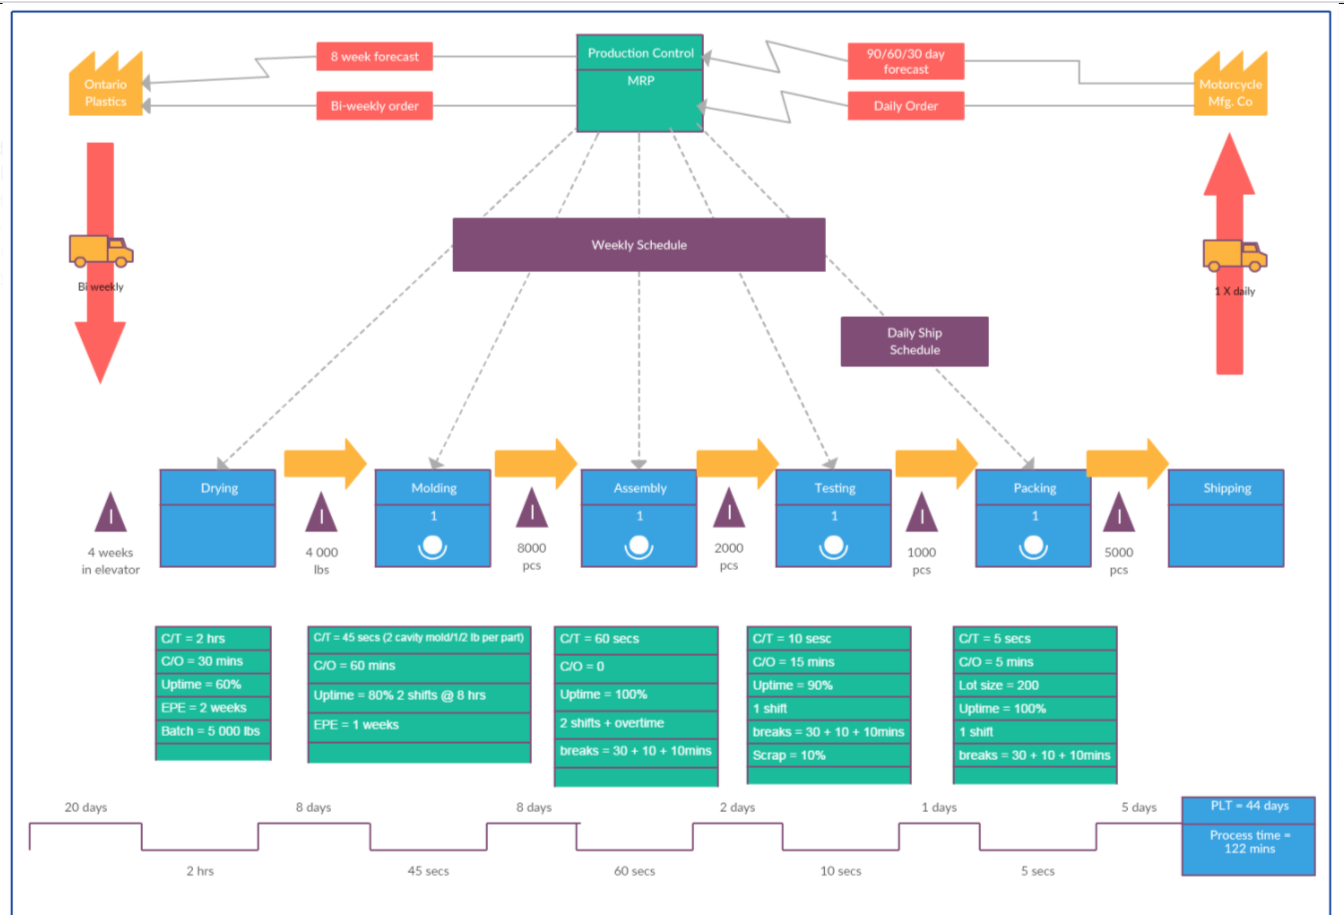 8 week forecast
Production Control
90/60/30 day
forecast
Ontario
Plastics
MRP
Motorcycle
Mfg. Co
Bi-weekly order
Daily Order
Weekly Schedule
Bi weekly
1 X daily
Daily Ship
Schedule
Drying
Molding
Assembly
Testing
Packing
Shipping
I
I
I
I
I
I
1
1
1
1
4 weeks
in elevator
4 000
lbs
8000
pcs
2000
pcs
1000
pcs
5000
pcs
C/T = 2 hrs
C/O = 30 mins
Uptime = 60%
EPE = 2 weeks
Batch = 5 000 lbs
C/T = 45 secs (2 cavity mold/1/2 lb per part)
C/O = 60 mins
Uptime = 80% 2 shifts @ 8 hrs
EPE = 1 weeks
C/T = 60 secs
C/O = 0
Uptime = 100%
2 shifts + overtime
breaks = 30 + 10 + 10mins
C/T = 10 sesc
C/O = 15 mins
Uptime = 90%
1 shift
breaks = 30 + 10 + 10mins
Scrap = 10%
C/T = 5 secs
C/O = 5 mins
Lot size = 200
Uptime = 100%
1 shift
breaks = 30 + 10 + 10mins
20 days
8 days
8 days
2 days
1 days
5 days
PLT = 44 days
2 hrs
45 secs
60 secs
10 secs
5 secs
Process time =
122 mins